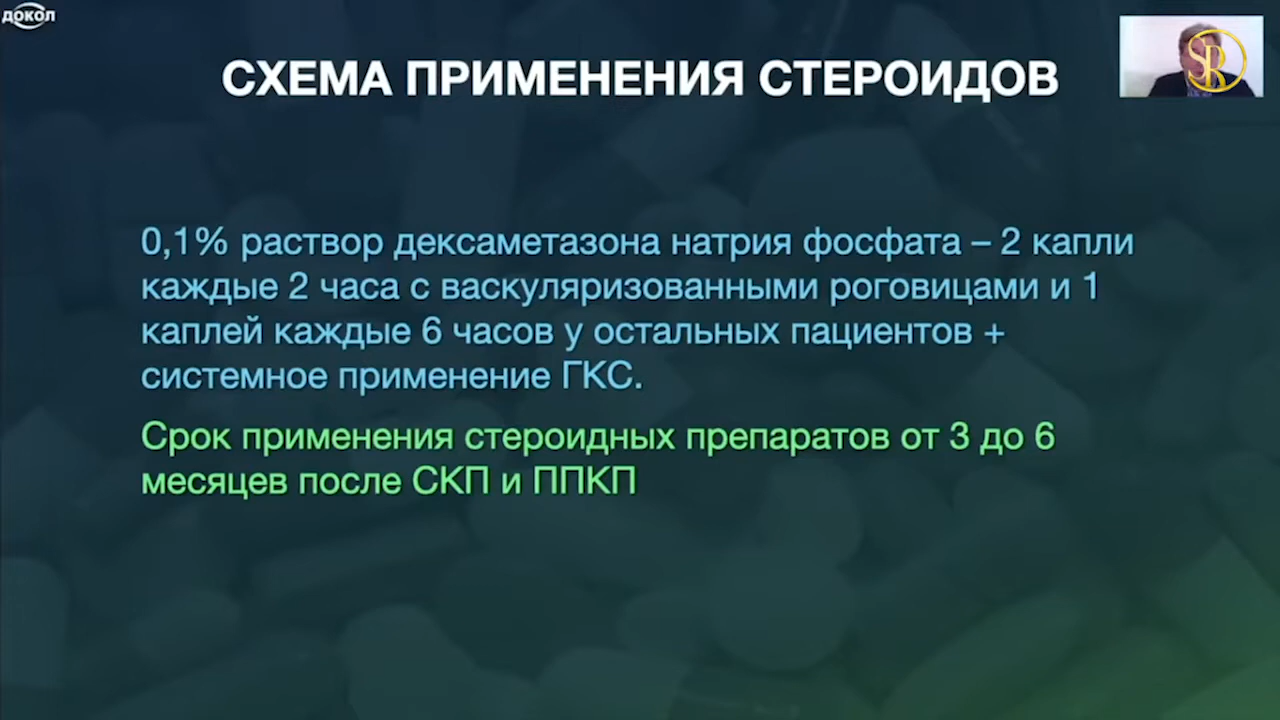 ДОКОЛ
SR
СХЕМА ПРИМЕНЕНИЯ СТЕРОИДОВ
0,1% раствор дексаметазона натрия фосфата – 2 капли
каждые 2 часа с васкуляризованными роговицами и 1
каплей каждые 6 часов у остальных пациентов +
системное применение ГКС.
Срок применения стероидных препаратов от 3 до 6
месяцев после СКП и ППКП